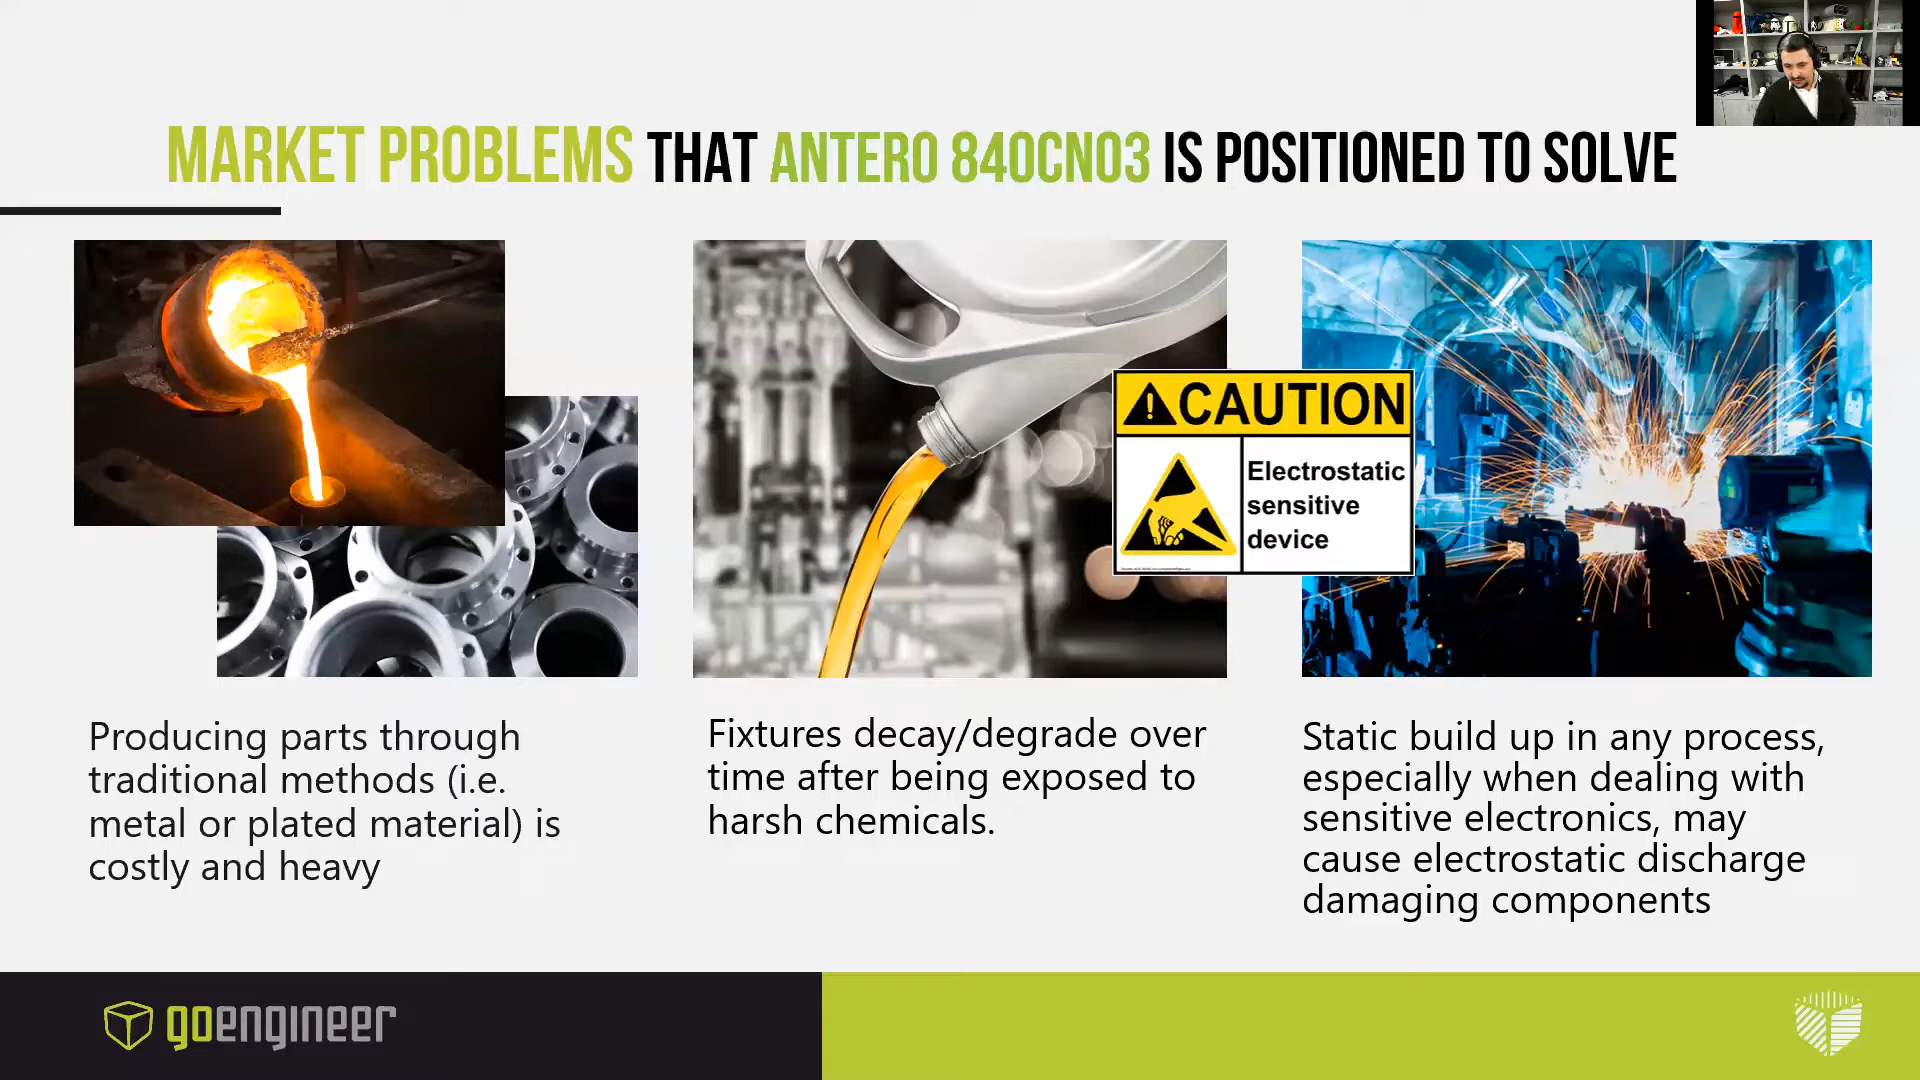 MARKET PROBLEMS THAT ANTERO 840CN03 IS POSITIONED TO SOLVE
CAUTION
Electrostatic
sensitive
device
Producing parts through
traditional methods (i.e.
metal or plated material) is
costly and heavy
Fixtures decay/degrade over
time after being exposed to
harsh chemicals.
Static build up in any process,
especially when dealing with
sensitive electronics, may
cause electrostatic discharge
damaging components
goengineer